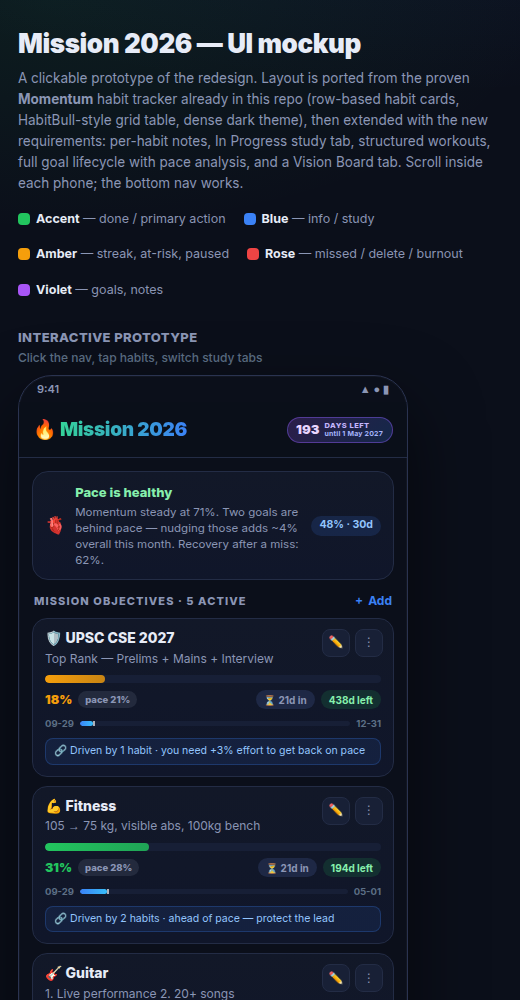 Mission 2026 — UI mockup
A clickable prototype of the redesign. Layout is ported from the proven
Momentum habit tracker already in this repo (row-based habit cards,
HabitBull-style grid table, dense dark theme), then extended with the new
requirements: per-habit notes, In Progress study tab, structured workouts,
full goal lifecycle with pace analysis, and a Vision Board tab. Scroll inside
each phone; the bottom nav works.
Accent — done / primary action
Blue — info / study
Amber — streak, at-risk, paused
Rose — missed / delete / burnout
Violet — goals, notes
INTERACTIVE PROTOTYPE
Click the nav, tap habits, switch study tabs
9:41
🔥 Mission 2026
193 DAYS LEFT
until 1 May 2027
Pace is healthy
Momentum steady at 71%. Two goals are
behind pace — nudging those adds ~4%
overall this month. Recovery after a miss:
62%.
48% · 30d
MISSION OBJECTIVES · 5 ACTIVE
+ Add
🛡️ UPSC CSE 2027
Top Rank — Prelims + Mains + Interview
18% pace 21% ⏳ 21d in 438d left
09-29 12-31
🔗 Driven by 1 habit · you need +3% effort to get back on pace
💪 Fitness
105 → 75 kg, visible abs, 100kg bench
31% pace 28% ⏳ 21d in 194d left
09-29 05-01
🔗 Driven by 2 habits · ahead of pace — protect the lead
🎸 Guitar
1. Live performance 2. 20+ songs